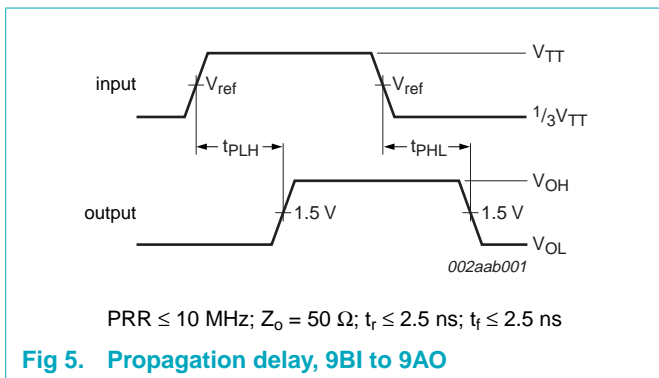 V_TT
input
V_ref V_ref
1/3V_TT
t_PLH t_PHL
V_OH
output
1.5 V 1.5 V
V_OL
002aab001
PRR ≤ 10 MHz; Z_o = 50 Ω; t_r ≤ 2.5 ns; t_f ≤ 2.5 ns
Fig 5. Propagation delay, 9BI to 9AO